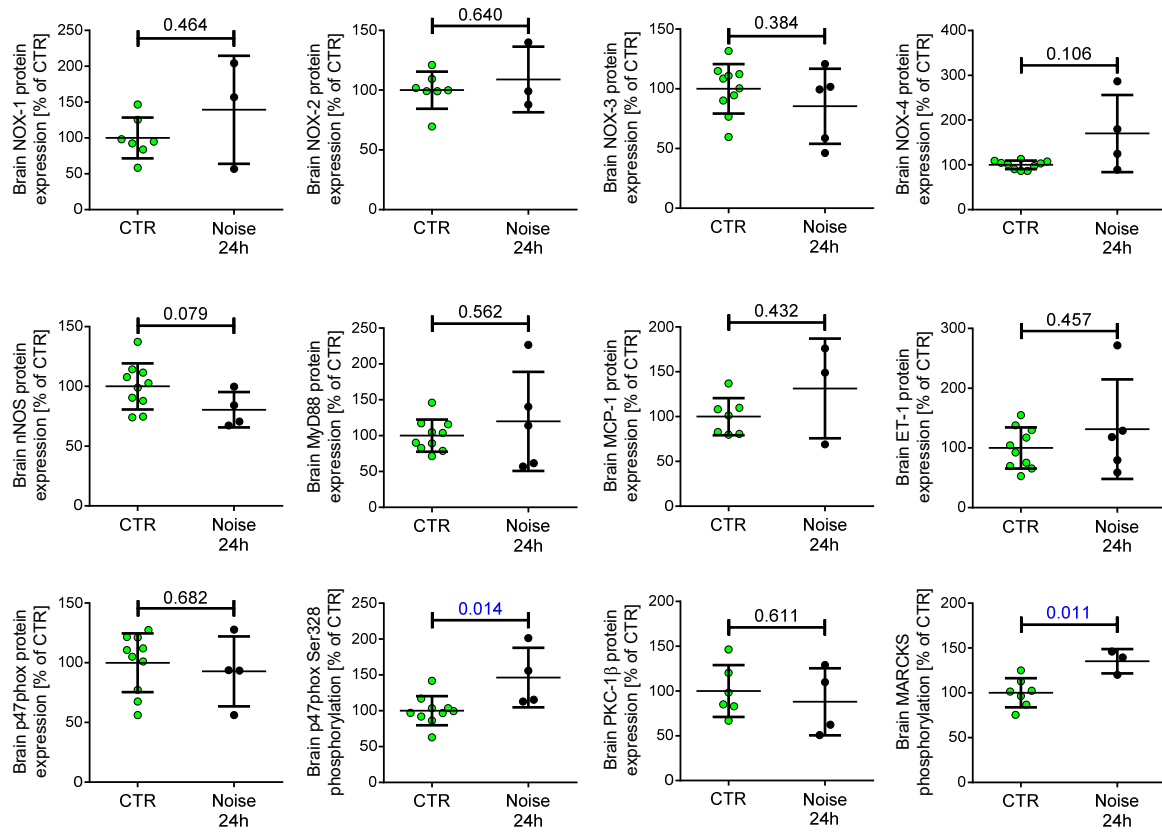 Brain NOX-1 protein
expression [% of CTR]
250
200
150
100
50
0
0.464
CTR
Noise
24h
Brain NOX-2 protein
expression [% of CTR]
150
100
50
0
0.640
CTR
Noise
24h
Brain NOX-3 protein
expression [% of CTR]
150
100
50
0
0.384
CTR
Noise
24h
Brain NOX-4 protein
expression [% of CTR]
400
300
200
100
0
0.106
CTR
Noise
24h
Brain nNOS protein
expression [% of CTR]
150
100
50
0
0.079
CTR
Noise
24h
Brain MyD88 protein
expression [% of CTR]
250
200
150
100
50
0
0.562
CTR
Noise
24h
Brain MCP-1 protein
expression [% of CTR]
200
150
100
50
0
0.432
CTR
Noise
24h
Brain ET-1 protein
expression [% of CTR]
300
200
100
0
0.457
CTR
Noise
24h
Brain p47phox protein
expression [% of CTR]
150
100
50
0
0.682
CTR
Noise
24h
Brain p47phox Ser328
phosphorylation [% of CTR]
250
200
150
100
50
0
0.014
CTR
Noise
24h
Brain PKC-1β protein
expression [% of CTR]
200
150
100
50
0
0.611
CTR
Noise
24h
Brain MARCKS
phosphorylation [% of CTR]
200
150
100
50
0
0.011
CTR
Noise
24h